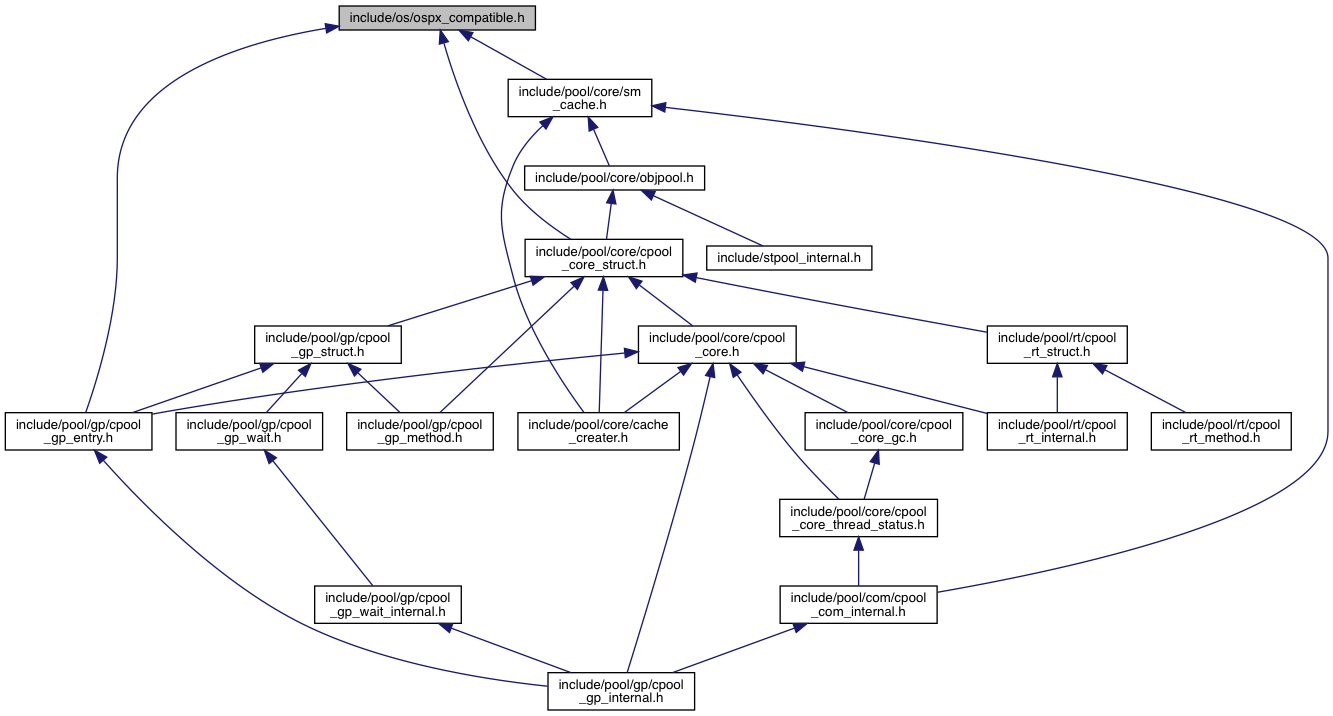 include/os/ospx_compatible.h
include/pool/core/sm
_cache.h
include/pool/core/objpool.h
include/pool/core/cpool
_core_struct.h
include/stpool_internal.h
include/pool/gp/cpool
_gp_struct.h
include/pool/core/cpool
_core.h
include/pool/rt/cpool
_rt_struct.h
include/pool/gp/cpool
_gp_entry.h
include/pool/gp/cpool
_gp_wait.h
include/pool/gp/cpool
_gp_method.h
include/pool/core/cache
_creater.h
include/pool/core/cpool
_core_gc.h
include/pool/rt/cpool
_rt_internal.h
include/pool/rt/cpool
_rt_method.h
include/pool/core/cpool
_core_thread_status.h
include/pool/gp/cpool
_gp_wait_internal.h
include/pool/com/cpool
_com_internal.h
include/pool/gp/cpool
_gp_internal.h